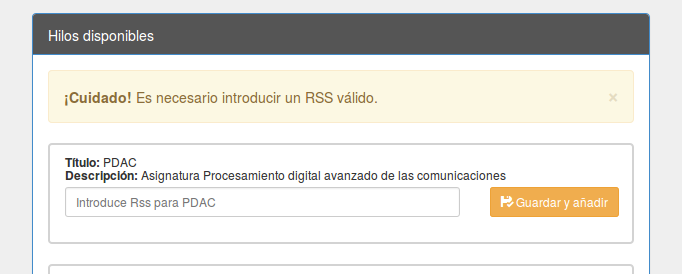 Hilos disponibles
¡Cuidado! Es necesario introducir un RSS válido.
×
Título: PDAC
Descripción: Asignatura Procesamiento digital avanzado de las comunicaciones
Introduce Rss para PDAC
Guardar y añadir